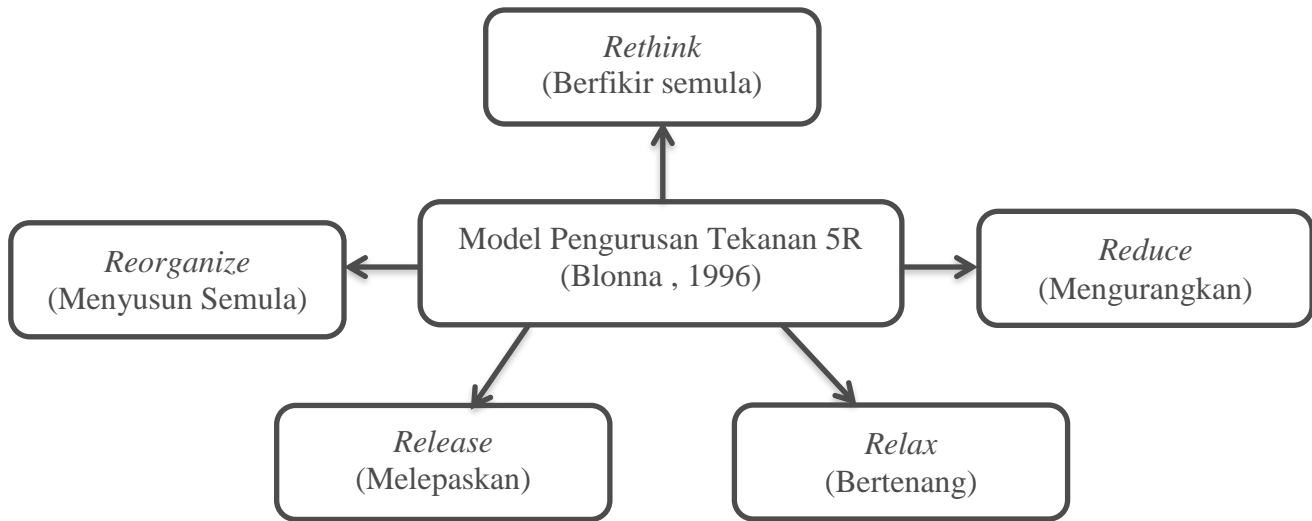 Rethink
(Berfikir semula)
Model Pengurusan Tekanan 5R
(Blonna , 1996)
Reorganize
(Menyusun Semula)
Reduce
(Mengurangkan)
Release
(Melepaskan)
Relax
(Bertenang)